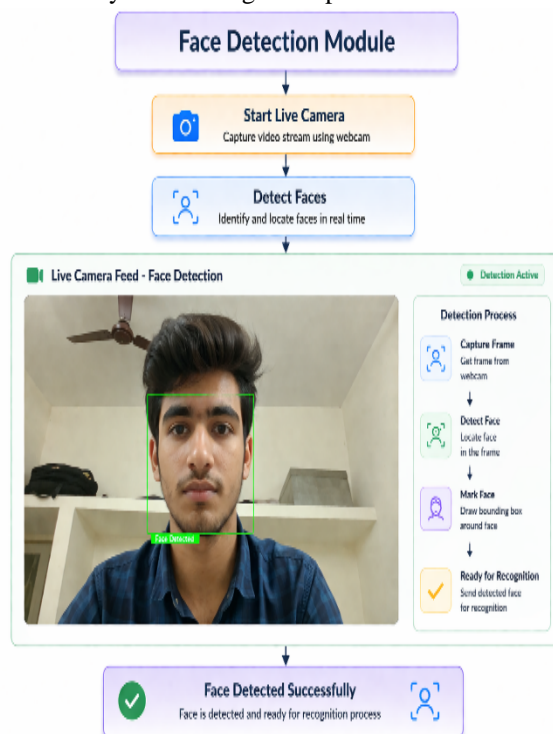 Face Detection Module
Start Live Camera
Capture video stream using webcam
Detect Faces
Identify and locate faces in real time
Live Camera Feed - Face Detection
Detection Active
Face Detected
Detection Process
Capture Frame
Get frame from
webcam
Detect Face
Locate face
in the frame
Mark Face
Draw bounding box
around face
Ready for Recognition
Send detected face
for recognition
Face Detected Successfully
Face is detected and ready for recognition process